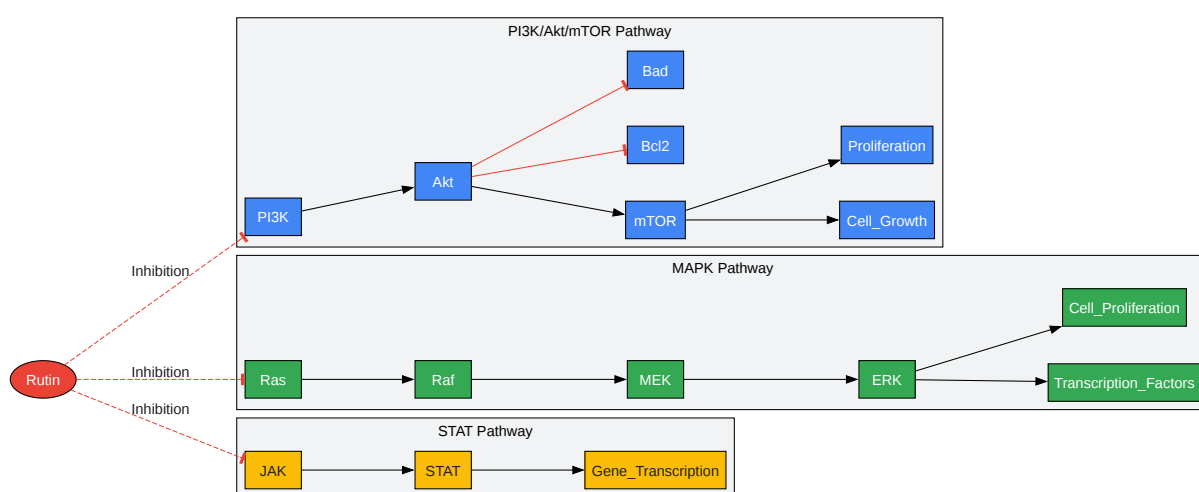 PI3K/Akt/mTOR Pathway
Bad
Bcl2
Proliferation
Akt
PI3K
mTOR
Cell_Growth
Inhibition
MAPK Pathway
Cell_Proliferation
Inhibition
Rutin
Ras
Raf
MEK
ERK
Transcription_Factors
Inhibition
STAT Pathway
JAK
STAT
Gene_Transcription